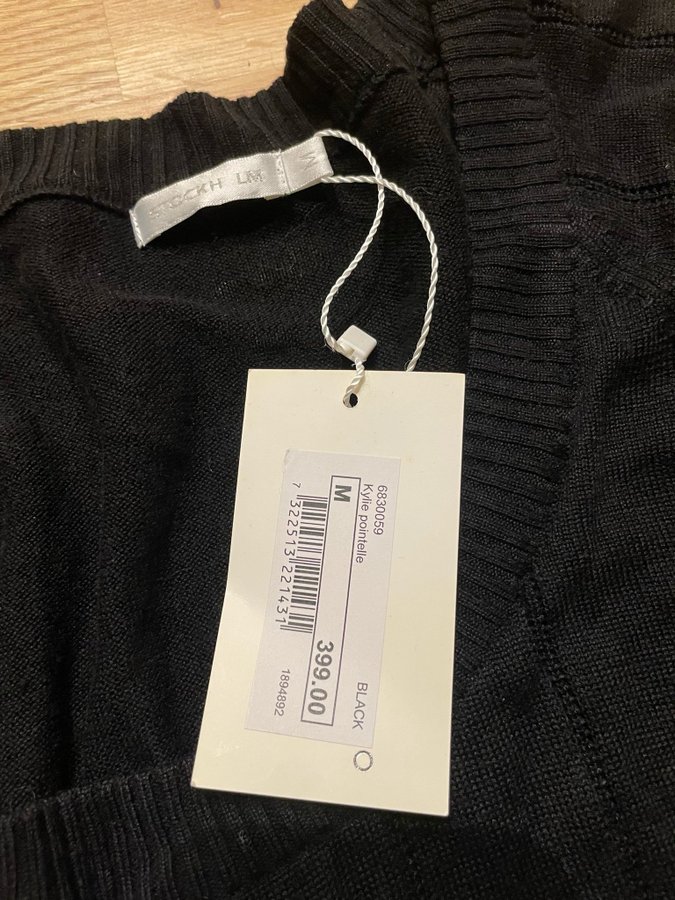 STOCKH LM
M
6830059
Kylie pointelle
BLACK
M
399.00
7 322513 221431
1894892